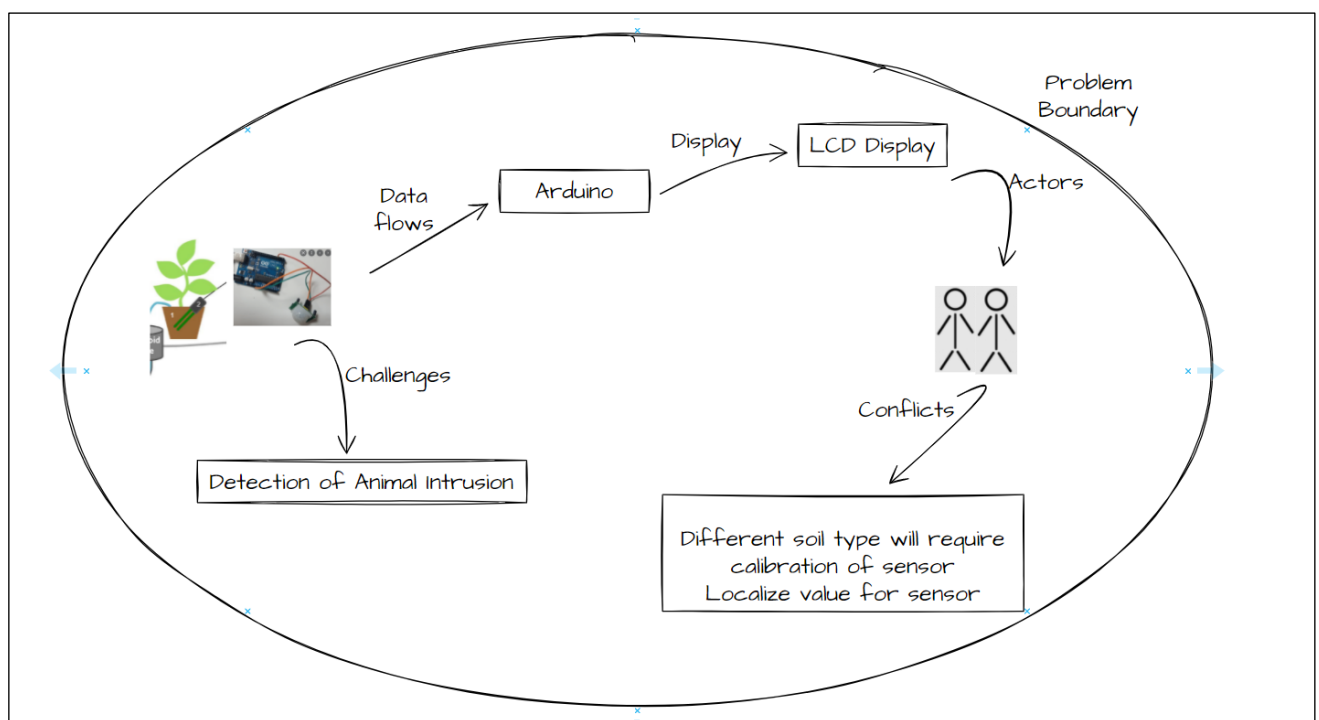 Problem
Boundary
Display
LCD Display
Data
flows
Arduino
Actors
Challenges
Conflicts
Detection of Animal Intrusion
Different soil type will require
calibration of sensor
Localize value for sensor